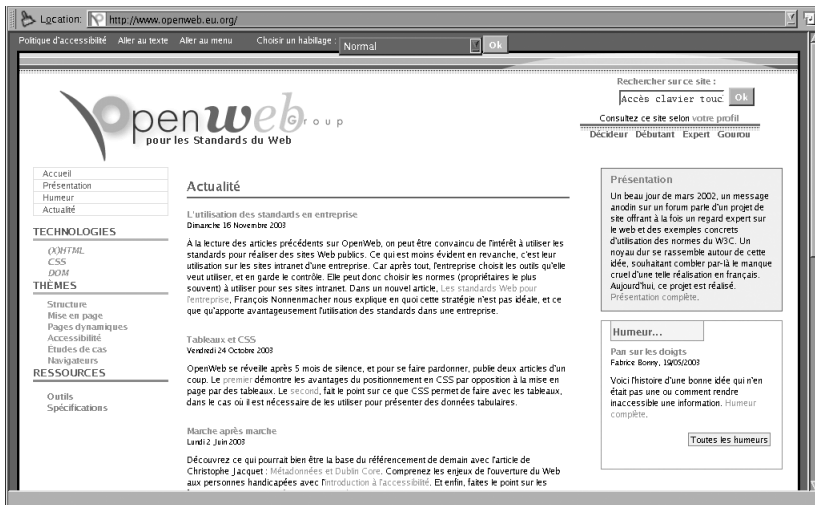 Location: http://www.openweb.eu.org/
Politique d'accessibilité Aller au texte Aller au menu Choisir un habillage : Normal Ok
Rechercher sur ce site :
Accès clavier touc Ok
Consultez ce site selon votre profil
Décideur Débutant Expert Gourou
Openweb Group
pour les Standards du Web
Accueil
Présentation
Humeur
Actualité
TECHNOLOGIES
(X)HTML
CSS
DOM
THÈMES
Structure
Mise en page
Pages dynamiques
Accessibilité
Études de cas
Navigateurs
RESSOURCES
Outils
Spécifications
Actualité
L'utilisation des standards en entreprise
Dimanche 16 Novembre 2003
À la lecture des articles précédents sur OpenWeb, on peut être convaincu de l'intérêt à utiliser les
standards pour réaliser des sites Web publics. Ce qui est moins évident en revanche, c'est leur
utilisation sur les sites intranet d'une entreprise. Car après tout, l'entreprise choisit les outils qu'elle
veut utiliser, et en garde le contrôle. Elle peut donc choisir les normes (propriétaires le plus
souvent) à utiliser pour ses sites intranet. Dans un nouvel article, Les standards Web pour
l'entreprise, François Nonnenmacher nous explique en quoi cette stratégie n'est pas idéale, et ce
que qu'apporte avantageusement l'utilisation des standards dans une entreprise.
Tableaux et CSS
Vendredi 24 Octobre 2003
OpenWeb se réveille après 5 mois de silence, et pour se faire pardonner, publie deux articles d'un
coup. Le premier démontre les avantages du positionnement en CSS par opposition à la mise en
page par des tableaux. Le second, fait le point sur ce que CSS permet de faire avec les tableaux,
dans le cas où il est nécessaire de les utiliser pour présenter des données tabulaires.
Marche après marche
Lundi 2 Juin 2003
Découvrez ce qui pourrait bien être la base du référencement de demain avec l'article de
Christophe Jacquet : Métadonnées et Dublin Core. Comprenez les enjeux de l'ouverture du Web
aux personnes handicapées avec l'introduction à l'accessibilité. Et enfin, faites le point sur les
Présentation
Un beau jour de mars 2002, un message
anodin sur un forum parle d'un projet de
site offrant à la fois un regard expert sur
le web et des exemples concrets
d'utilisation des normes du W3C. Un
noyau dur se rassemble autour de cette
idée, souhaitant combler par-là le manque
cruel d'une telle réalisation en français.
Aujourd'hui, ce projet est réalisé.
Présentation complète.
Humeur...
Pan sur les doigts
Fabrice Bonny, 19/05/2003
Voici l'histoire d'une bonne idée qui n'en
était pas une ou comment rendre
inaccessible une information. Humeur
complète.
Toutes les humeurs